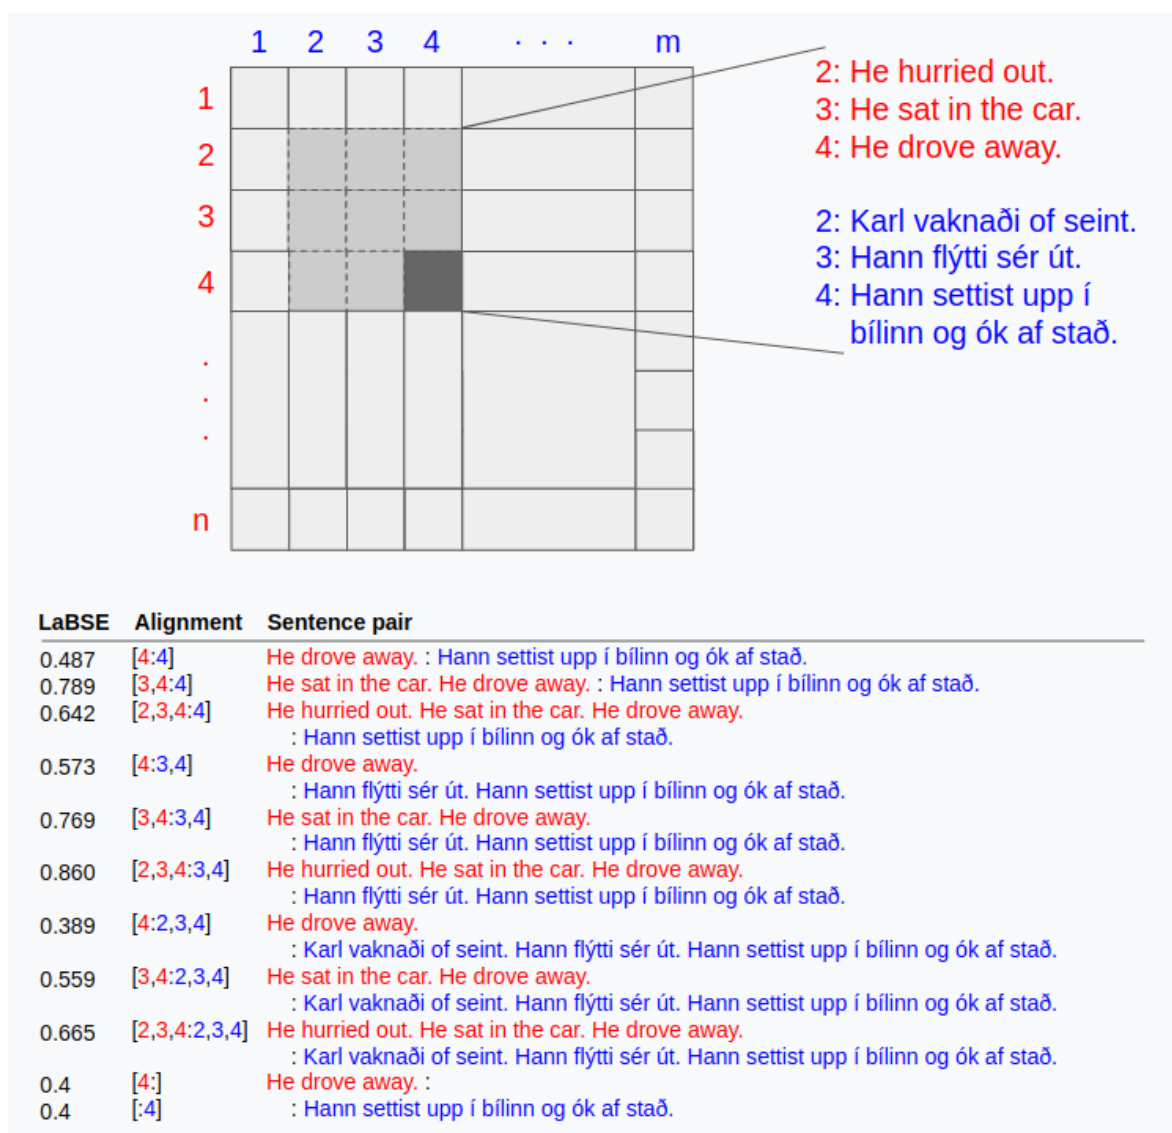 1 2 3 4 . . . m
1
2
3
4
.
.
.
n
2: He hurried out.
3: He sat in the car.
4: He drove away.
2: Karl vaknaði of seint.
3: Hann flýtti sér út.
4: Hann settist upp í
bílinn og ók af stað.
LaBSE Alignment Sentence pair
0.487 [4:4] He drove away. : Hann settist upp í bílinn og ók af stað.
0.789 [3,4:4] He sat in the car. He drove away. : Hann settist upp í bílinn og ók af stað.
0.642 [2,3,4:4] He hurried out. He sat in the car. He drove away.
: Hann settist upp í bílinn og ók af stað.
0.573 [4:3,4] He drove away.
: Hann flýtti sér út. Hann settist upp í bílinn og ók af stað.
0.769 [3,4:3,4] He sat in the car. He drove away.
: Hann flýtti sér út. Hann settist upp í bílinn og ók af stað.
0.860 [2,3,4:3,4] He hurried out. He sat in the car. He drove away.
: Hann flýtti sér út. Hann settist upp í bílinn og ók af stað.
0.389 [4:2,3,4] He drove away.
: Karl vaknaði of seint. Hann flýtti sér út. Hann settist upp í bílinn og ók af stað.
0.559 [3,4:2,3,4] He sat in the car. He drove away.
: Karl vaknaði of seint. Hann flýtti sér út. Hann settist upp í bílinn og ók af stað.
0.665 [2,3,4:2,3,4] He hurried out. He sat in the car. He drove away.
: Karl vaknaði of seint. Hann flýtti sér út. Hann settist upp í bílinn og ók af stað.
0.4 [4:] He drove away. :
0.4 [:4] : Hann settist upp í bílinn og ók af stað.